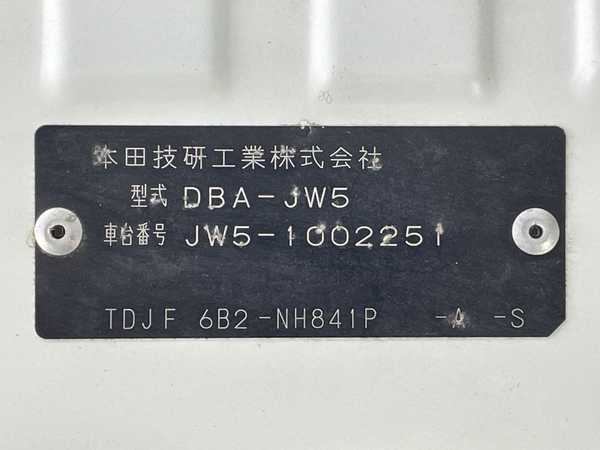 本田技研工業株式会社
型式 DBA-JW5
車台番号 JW5-1002251
TDJF 6B2-NH841P -A -S